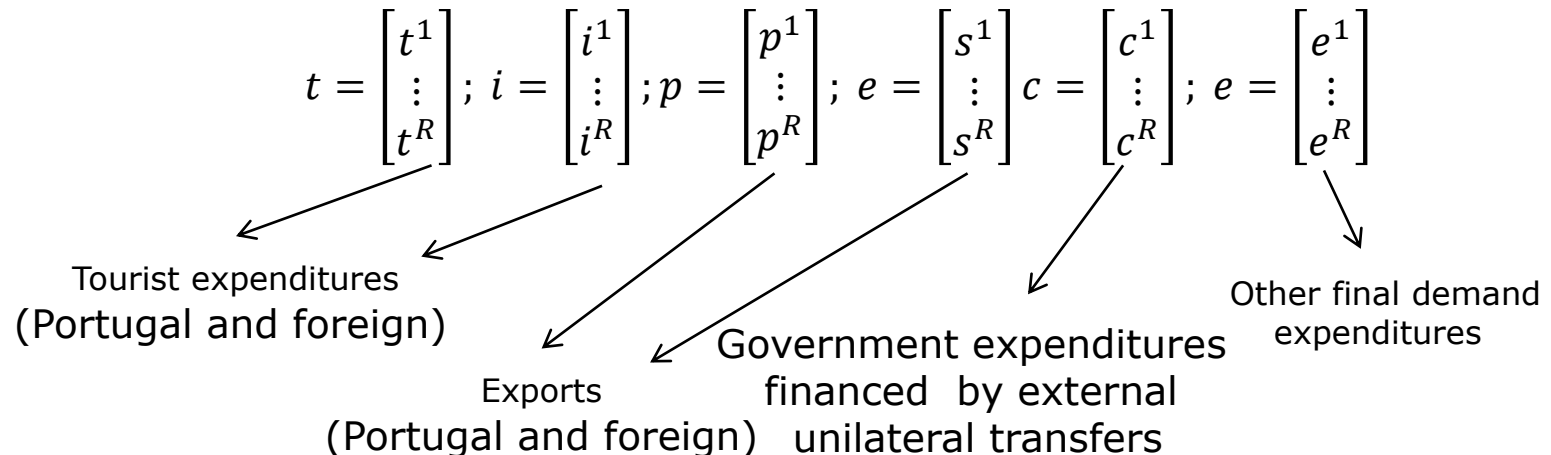 t = [t^1 ⋮ t^R] ; i = [i^1 ⋮ i^R] ; p = [p^1 ⋮ p^R] ; e = [s^1 ⋮ s^R] c = [c^1 ⋮ c^R] ; e = [e^1 ⋮ e^R]
Tourist expenditures
(Portugal and foreign)
Exports
(Portugal and foreign)
Government expenditures
financed by external
unilateral transfers
Other final demand
expenditures